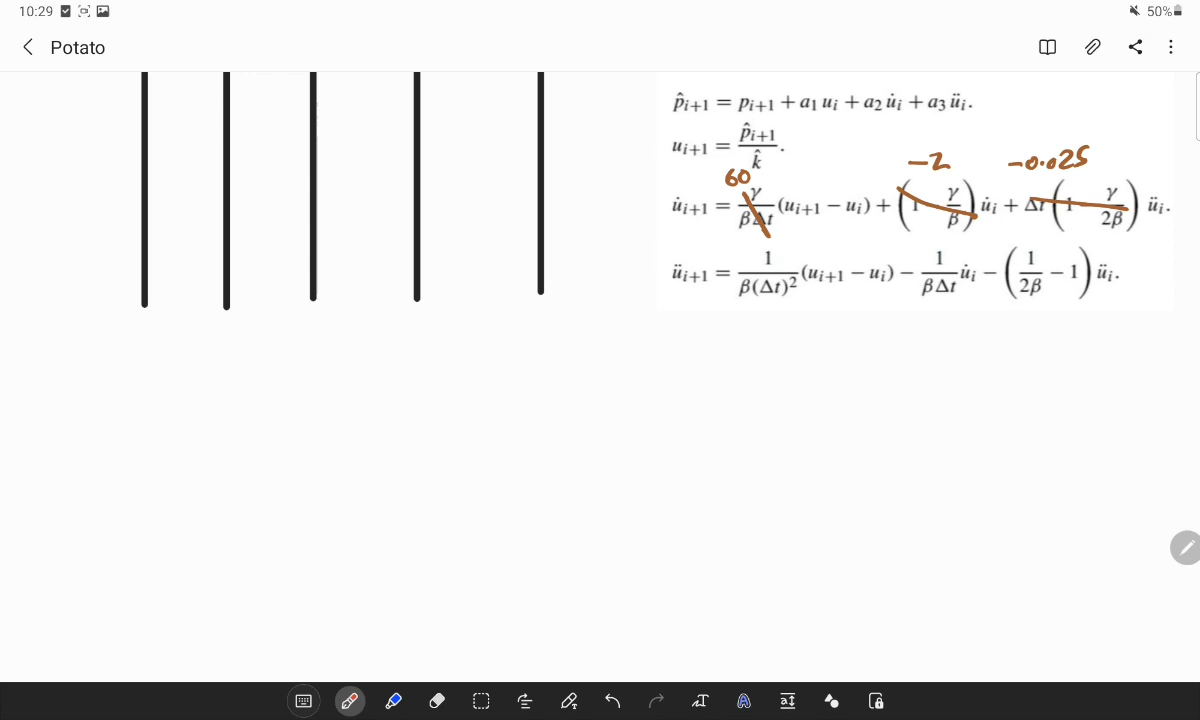 10:29 50%
Potato
p̂ᵢ₊₁ = pᵢ₊₁ + a₁ uᵢ + a₂ u̇ᵢ + a₃ üᵢ.
uᵢ₊₁ = p̂ᵢ₊₁ / k̂ .
60 −2 −0.025
u̇ᵢ₊₁ = γ/(βΔt) (uᵢ₊₁ − uᵢ) + (1 − γ/β) u̇ᵢ + Δt (1 − γ/2β) üᵢ.
üᵢ₊₁ = 1/(β(Δt)²) (uᵢ₊₁ − uᵢ) − 1/(βΔt) u̇ᵢ − (1/2β − 1) üᵢ.